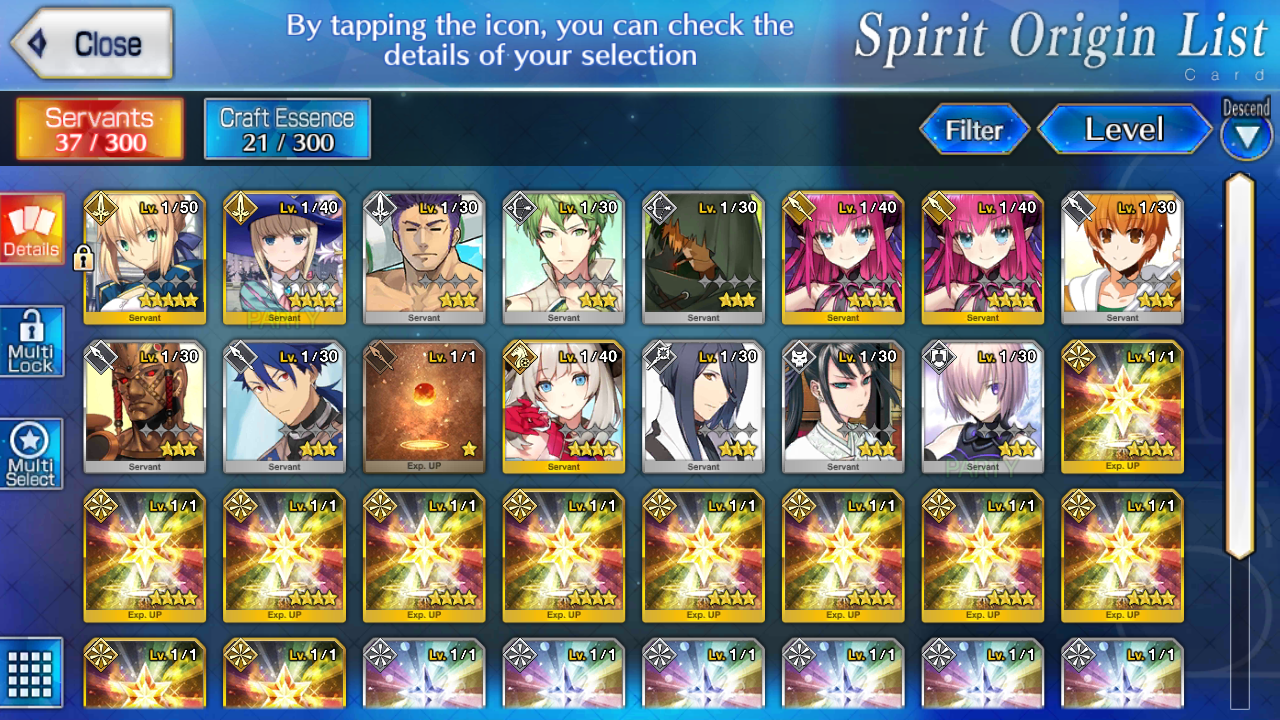 Close
By tapping the icon, you can check the
details of your selection
Spirit Origin List
Card
Servants
37 / 300
Craft Essence
21 / 300
Filter
Level
Descend
Details
Multi
Lock
Multi
Select
Lv. 1/50 Lv. 1/40 Lv. 1/30 Lv. 1/30 Lv. 1/30 Lv. 1/40 Lv. 1/40 Lv. 1/30
Servant Servant Servant Servant Servant Servant Servant Servant
PARTY
Lv. 1/30 Lv. 1/30 Lv. 1/1 Lv. 1/40 Lv. 1/30 Lv. 1/30 Lv. 1/30 Lv. 1/1
Servant Servant Exp. UP Servant Servant Servant Servant Exp. UP
PARTY
Lv. 1/1 Lv. 1/1 Lv. 1/1 Lv. 1/1 Lv. 1/1 Lv. 1/1 Lv. 1/1 Lv. 1/1
Exp. UP Exp. UP Exp. UP Exp. UP Exp. UP Exp. UP Exp. UP Exp. UP
Lv. 1/1 Lv. 1/1 Lv. 1/1 Lv. 1/1 Lv. 1/1 Lv. 1/1 Lv. 1/1 Lv. 1/1